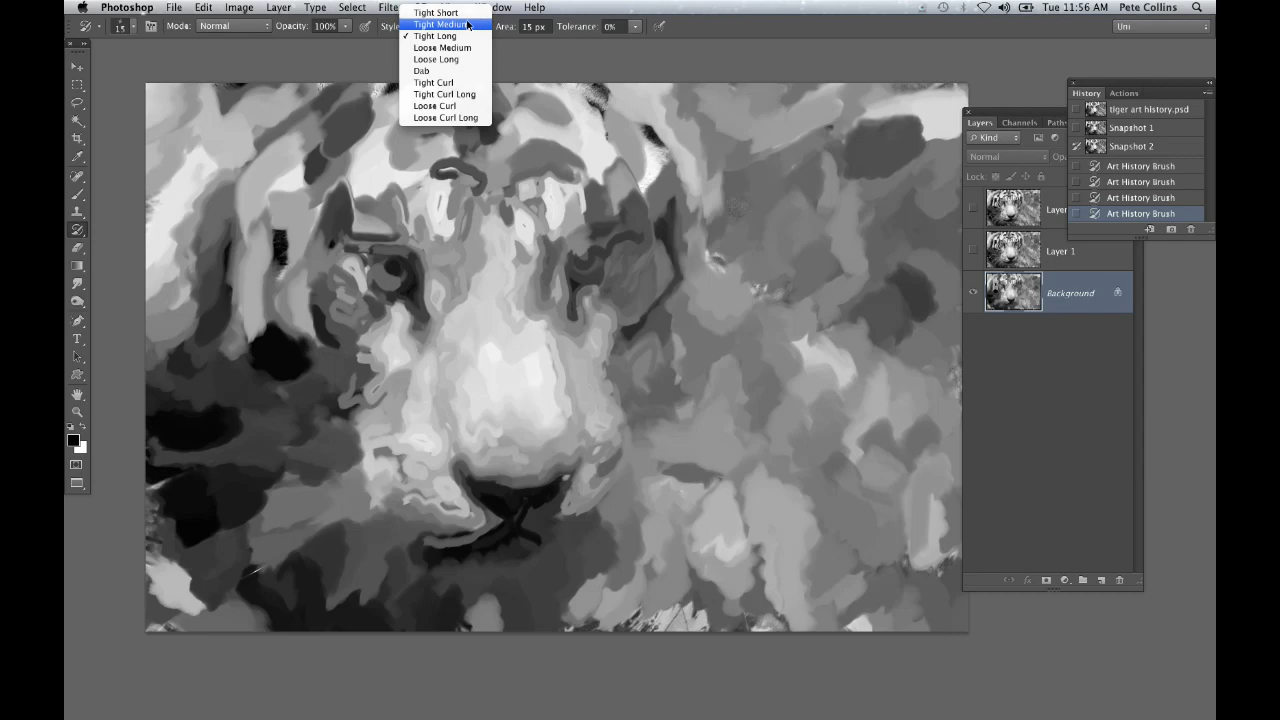 Photoshop File Edit Image Layer Type Select Help Tue 11:56 AM Pete Collins
15 Mode: Normal Opacity: 100% Area: 15 px Tolerance: 0% Uni
Tight Short
Tight Medium
Tight Long
Loose Medium
Loose Long
Dab
Tight Curl
Tight Curl Long
Loose Curl
Loose Curl Long
History Actions
tiger art history.psd
Snapshot 1
Snapshot 2
Art History Brush
Art History Brush
Art History Brush
Art History Brush
Layers Channels
Kind
Normal
Lock:
Layer 1
Background
fx